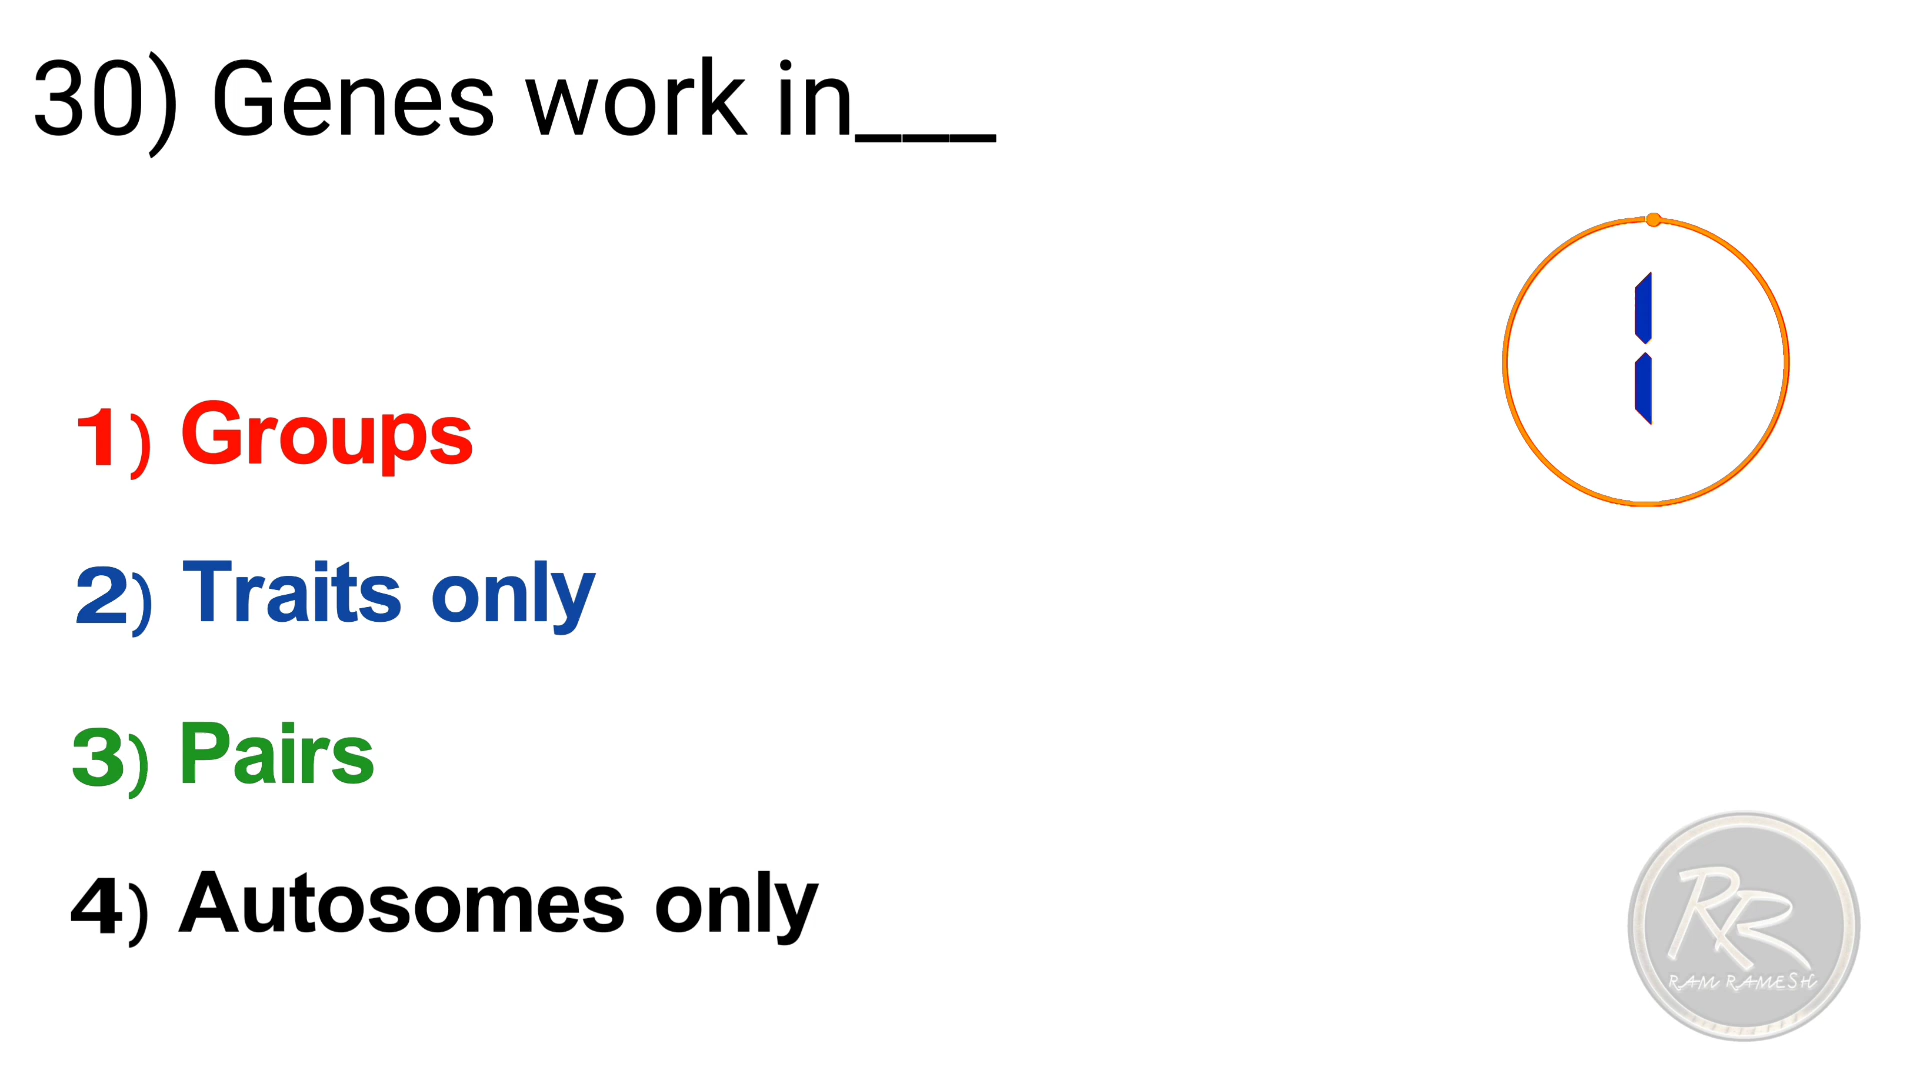 30) Genes work in___
1
1) Groups
2) Traits only
3) Pairs
4) Autosomes only
RR
RAM RAMESH